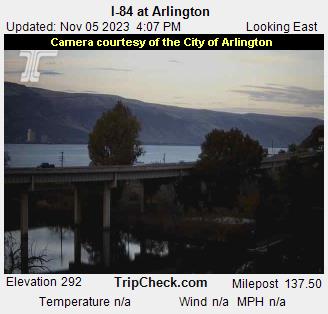 I-84 at Arlington
Updated: Nov 05 2023 4:07 PM Looking East
Camera courtesy of the City of Arlington
Elevation 292 TripCheck.com Milepost 137.50
Temperature n/a Wind n/a MPH n/a